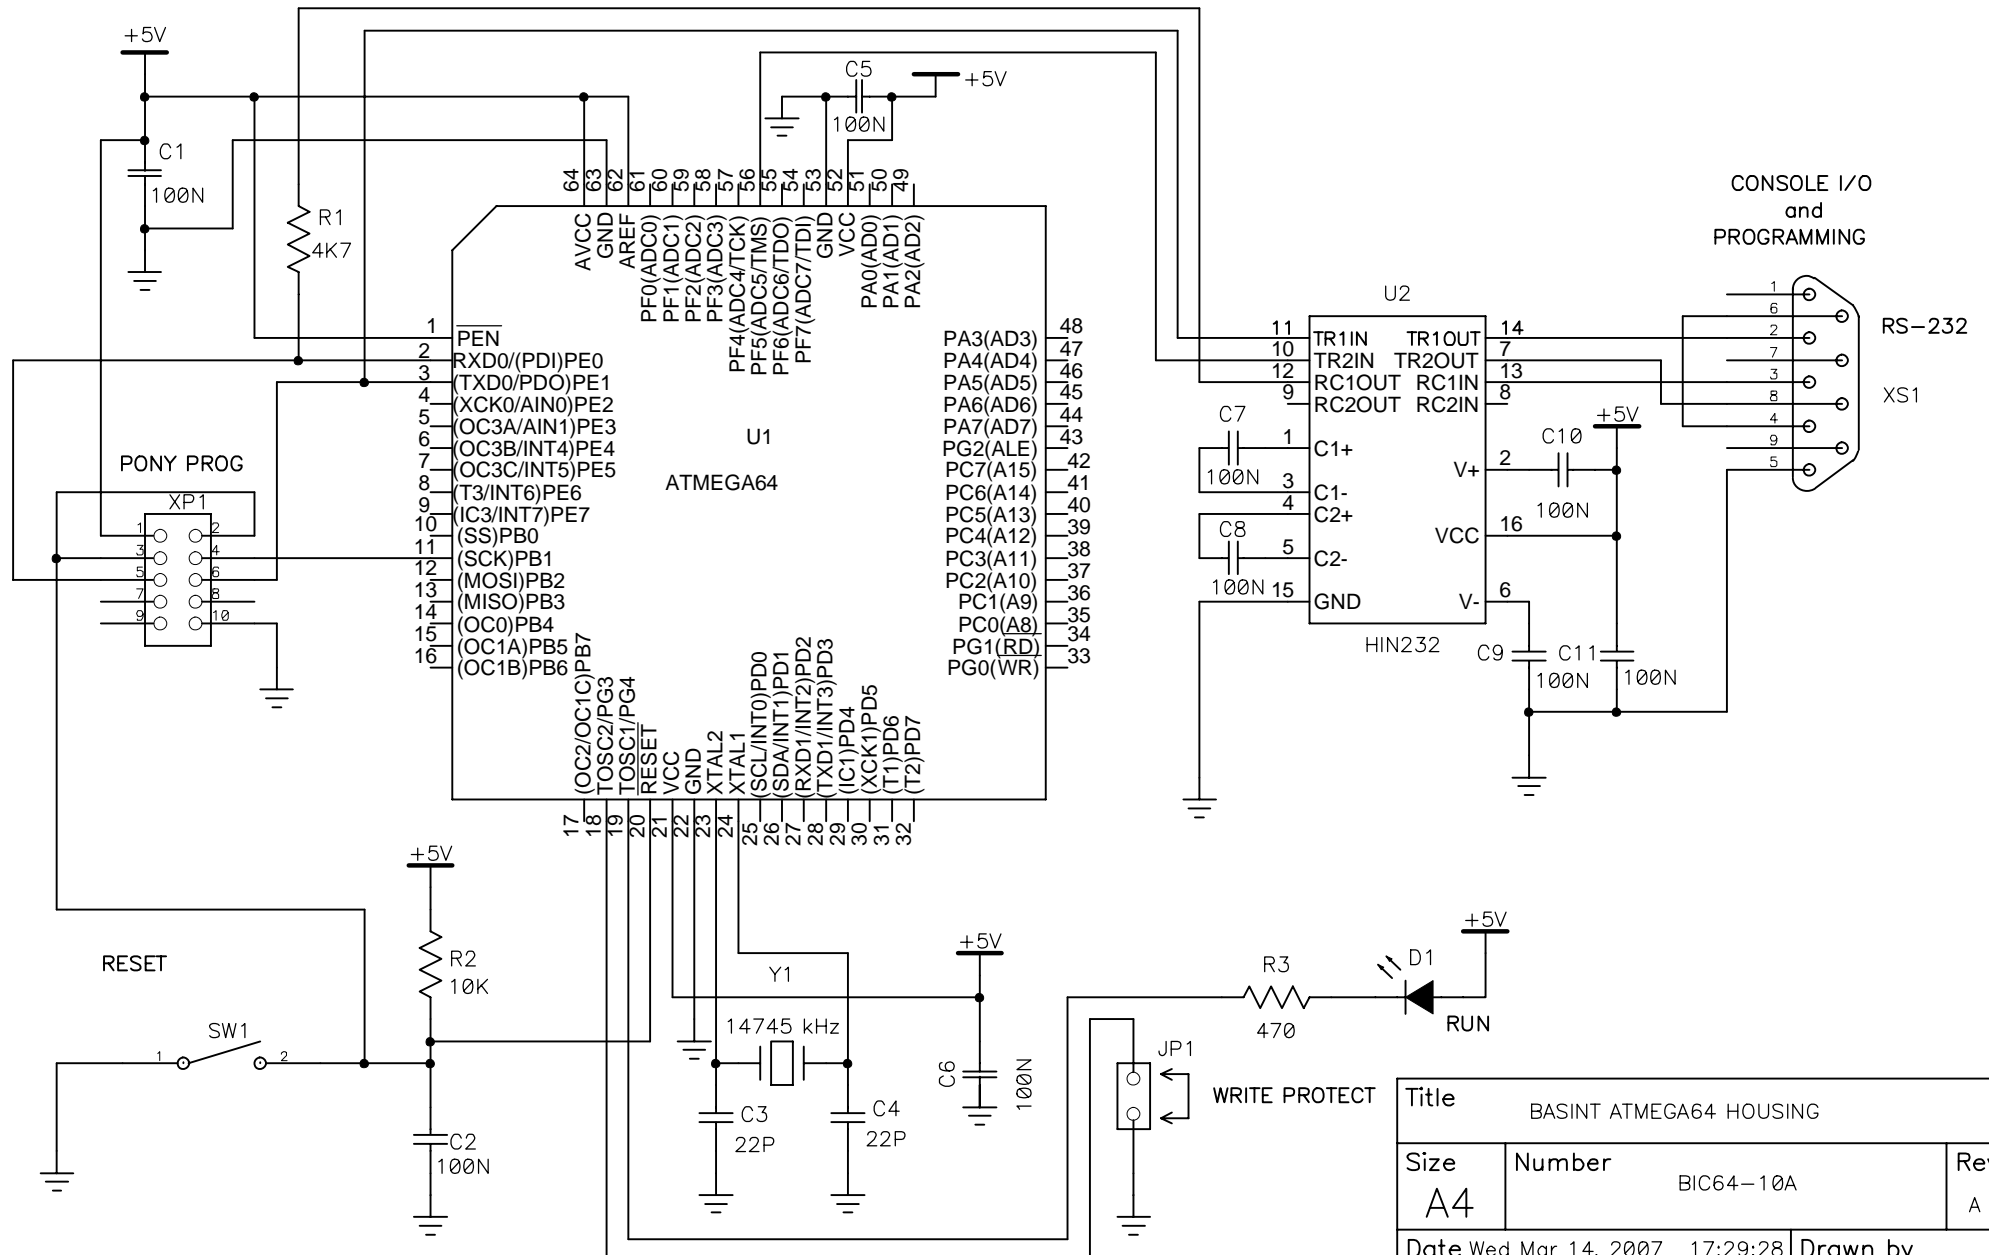 +5V
C1
100N
R1
4K7
C5
100N
+5V
64
63
62
61
60
59
58
57
56
55
54
53
52
51
50
49
AVCC
GND
AREF
PF0(ADC0)
PF1(ADC1)
PF2(ADC2)
PF3(ADC3)
PF4(ADC4/TCK)
PF5(ADC5/TMS)
PF6(ADC6/TDO)
PF7(ADC7/TDI)
GND
VCC
PA0(AD0)
PA1(AD1)
PA2(AD2)
1 PEN
2 RXD0/(PDI)PE0
3 (TXD0/PDO)PE1
4 (XCK0/AIN0)PE2
5 (OC3A/AIN1)PE3
6 (OC3B/INT4)PE4
7 (OC3C/INT5)PE5
8 (T3/INT6)PE6
9 (IC3/INT7)PE7
10 (SS)PB0
11 (SCK)PB1
12 (MOSI)PB2
13 (MISO)PB3
14 (OC0)PB4
15 (OC1A)PB5
16 (OC1B)PB6
U1
ATMEGA64
PA3(AD3) 48
PA4(AD4) 47
PA5(AD5) 46
PA6(AD6) 45
PA7(AD7) 44
PG2(ALE) 43
PC7(A15) 42
PC6(A14) 41
PC5(A13) 40
PC4(A12) 39
PC3(A11) 38
PC2(A10) 37
PC1(A9) 36
PC0(A8) 35
PG1(RD) 34
PG0(WR) 33
(OC2/OC1C)PB7
TOSC2/PG3
TOSC1/PG4
RESET
VCC
GND
XTAL2
XTAL1
(SCL/INT0)PD0
(SDA/INT1)PD1
(RXD1/INT2)PD2
(TXD1/INT3)PD3
(IC1)PD4
(XCK1)PD5
(T1)PD6
(T2)PD7
17
18
19
20
21
22
23
24
25
26
27
28
29
30
31
32
PONY PROG
XP1
1 2
3 4
5 6
7 8
9 10
U2
11 TR1IN TR1OUT 14
10 TR2IN TR2OUT 7
12 RC1OUT RC1IN 13
9 RC2OUT RC2IN 8
1 C1+
V+ 2
3 C1-
4 C2+
VCC 16
5 C2-
15 GND V- 6
HIN232
C7
100N
C8
100N
+5V
C10
100N
C9
100N
C11
100N
CONSOLE I/O
and
PROGRAMMING
1
6
2
7
3
8
4
9
5
RS-232
XS1
RESET
SW1
1 2
+5V
R2
10K
C2
100N
Y1
14745 kHz
C3
22P
C4
22P
+5V
C6
100N
R3
470
D1
+5V
RUN
JP1
WRITE PROTECT
Title
BASINT ATMEGA64 HOUSING
Size
A4
Number
BIC64-10A
Rev
A
Date Wed Mar 14, 2007 17:29:28
Drawn by